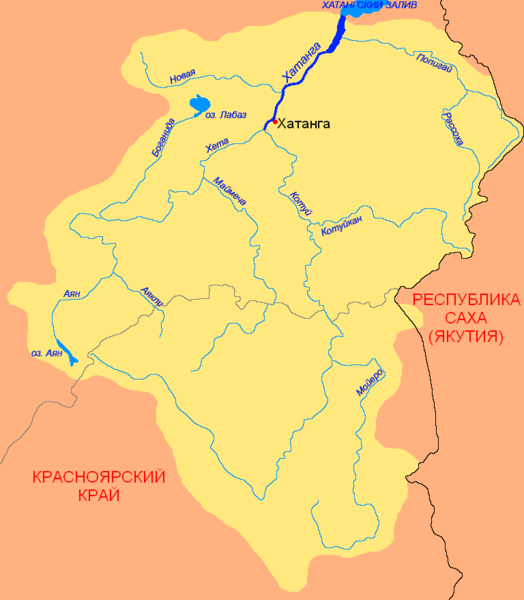 ХАТАНГСКИЙ ЗАЛИВ
Хатанга
Попигай
Новая
оз. Лабаз
Рассоха
Хатанга
Боганида
Хета
Маймеча
Котуй
Котуйкан
Аян
Аякли
РЕСПУБЛИКА
САХА
(ЯКУТИЯ)
оз. Аян
Мойеро
КРАСНОЯРСКИЙ
КРАЙ